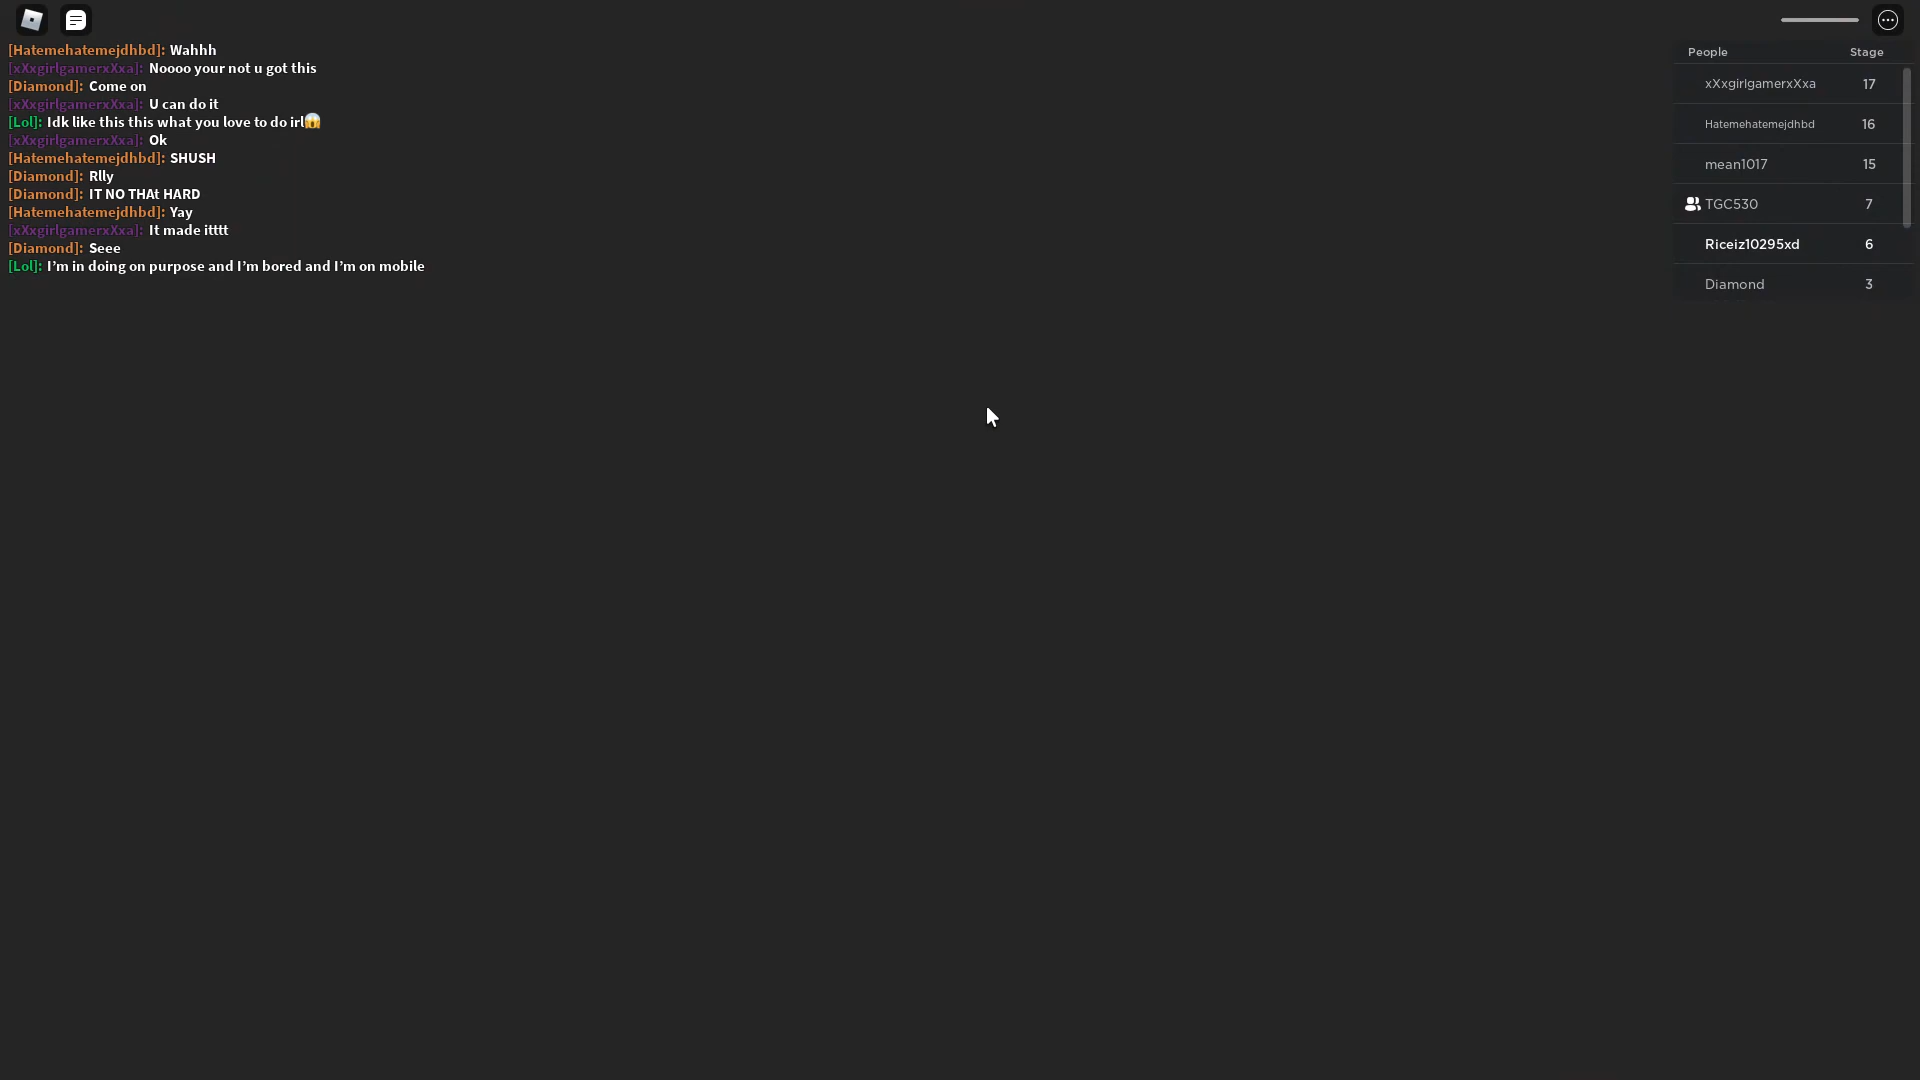 [Hatemehatemejdhbd]: Wahhh
[xXxgirlgamerxXxa]: Noooo your not u got this
[Diamond]: Come on
[xXxgirlgamerxXxa]: U can do it
[Lol]: Idk like this this what you love to do irl😱
[xXxgirlgamerxXxa]: Ok
[Hatemehatemejdhbd]: SHUSH
[Diamond]: Rlly
[Diamond]: IT NO THAt HARD
[Hatemehatemejdhbd]: Yay
[xXxgirlgamerxXxa]: It made itttt
[Diamond]: Seee
[Lol]: I’m in doing on purpose and I’m bored and I’m on mobile
People Stage
xXxgirlgamerxXxa 17
Hatemehatemejdhbd 16
mean1017 15
TGC530 7
Riceiz10295xd 6
Diamond 3